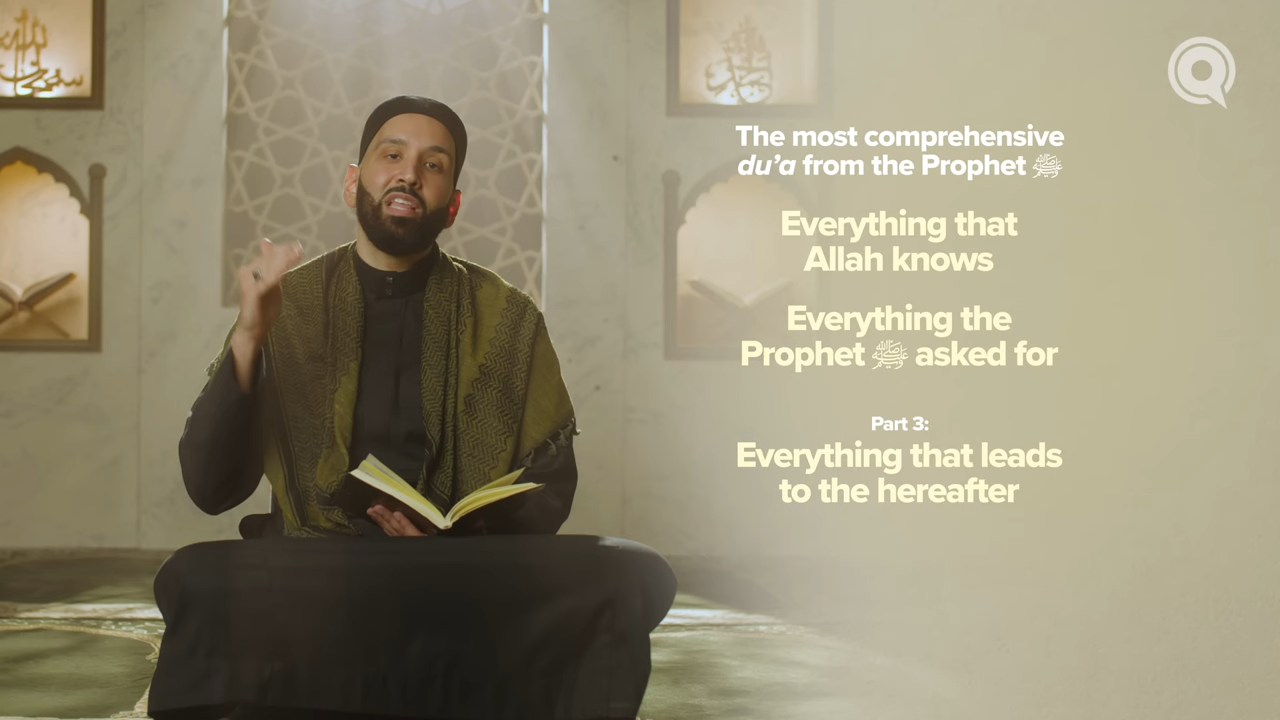 The most comprehensive
du’a from the Prophet ﷺ
Everything that
Allah knows
Everything the
Prophet ﷺ asked for
Part 3:
Everything that leads
to the hereafter